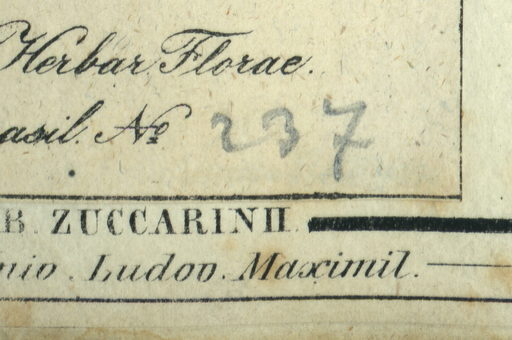 Herbar. Florae.
asil. No 237
B. ZUCCARINII.
nio. Ludov. Maximil.